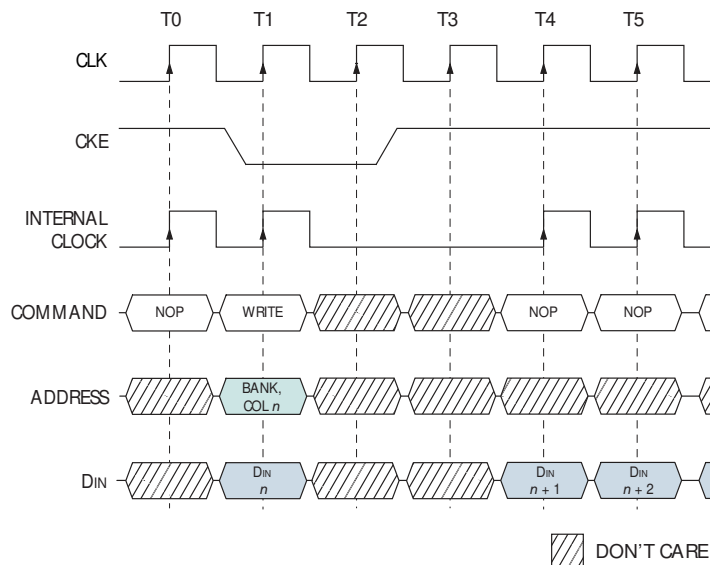 T0 T1 T2 T3 T4 T5
CLK
CKE
INTERNAL
CLOCK
COMMAND NOP WRITE NOP NOP
ADDRESS BANK,
COL n
DIN DIN
n DIN
n + 1 DIN
n + 2
DON'T CARE